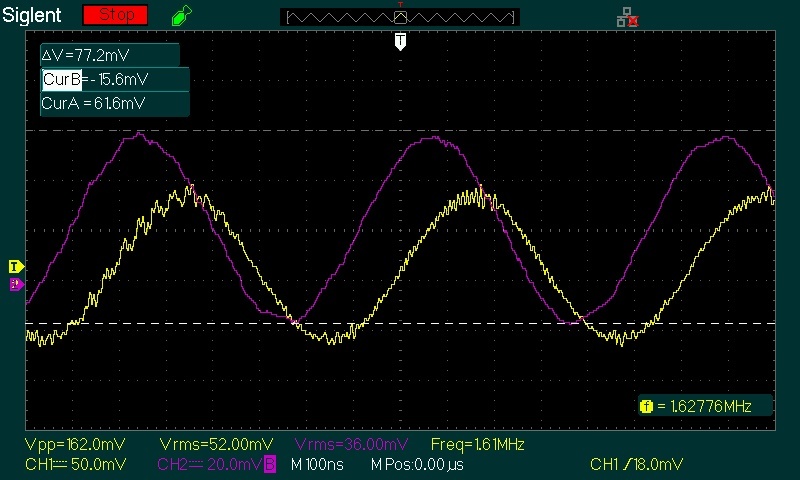 Siglent Stop T
T
ΔV=77.2mV
CurB=-15.6mV
CurA =61.6mV
f = 1.62776MHz
Vpp=162.0mV Vrms=52.00mV Vrms=36.00mV Freq=1.61MHz
CH1 50.0mV CH2 20.0mV B M 100ns M Pos:0.00µs CH1 /18.0mV